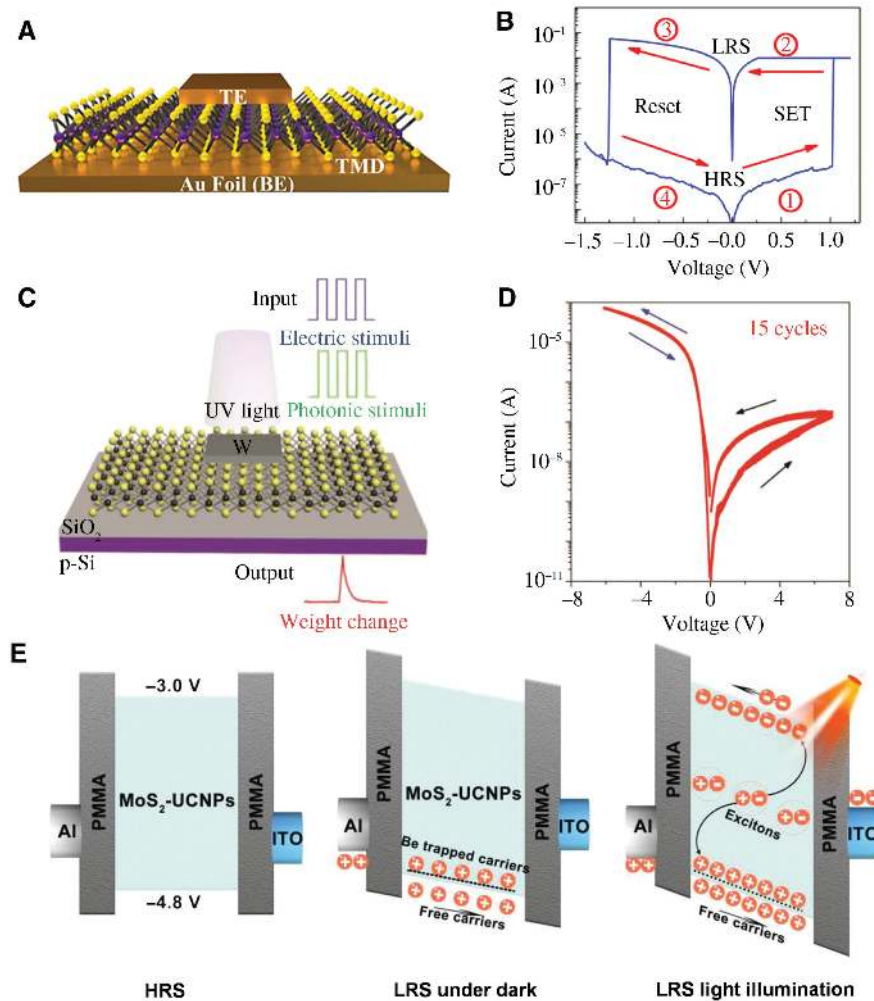 A
TE
TMD
Au Foil (BE)
B
Current (A)
10⁻¹
10⁻³
10⁻⁵
10⁻⁷
③
LRS
②
Reset
SET
HRS
④
①
−1.5
−1.0
−0.5
−0.0
0.5
1.0
Voltage (V)
C
Input
Electric stimuli
UV light
Photonic stimuli
W
SiO₂
p-Si
Output
Weight change
D
15 cycles
Current (A)
10⁻⁵
10⁻⁸
10⁻¹¹
−8
−4
0
4
8
Voltage (V)
E
−3.0 V
PMMA
MoS₂-UCNPs
PMMA
Al
ITO
−4.8 V
HRS
PMMA
MoS₂-UCNPs
PMMA
Al
ITO
Be trapped carriers
Free carriers
LRS under dark
PMMA
PMMA
Al
ITO
Excitons
Free carriers
LRS light illumination